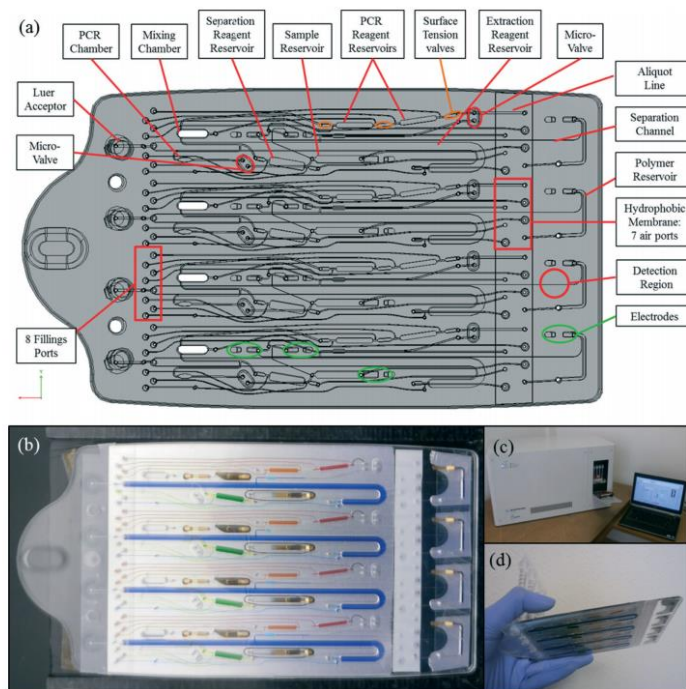 (a)
PCR
Chamber
Mixing
Chamber
Separation
Reagent
Reservoir
Sample
Reservoir
PCR
Reagent
Reservoirs
Surface
Tension
valves
Extraction
Reagent
Reservoir
Micro-
Valve
Luer
Acceptor
Micro-
Valve
8 Fillings
Ports
Aliquot
Line
Separation
Channel
Polymer
Reservoir
Hydrophobic
Membrane:
7 air ports
Detection
Region
Electrodes
(b)
(c)
(d)